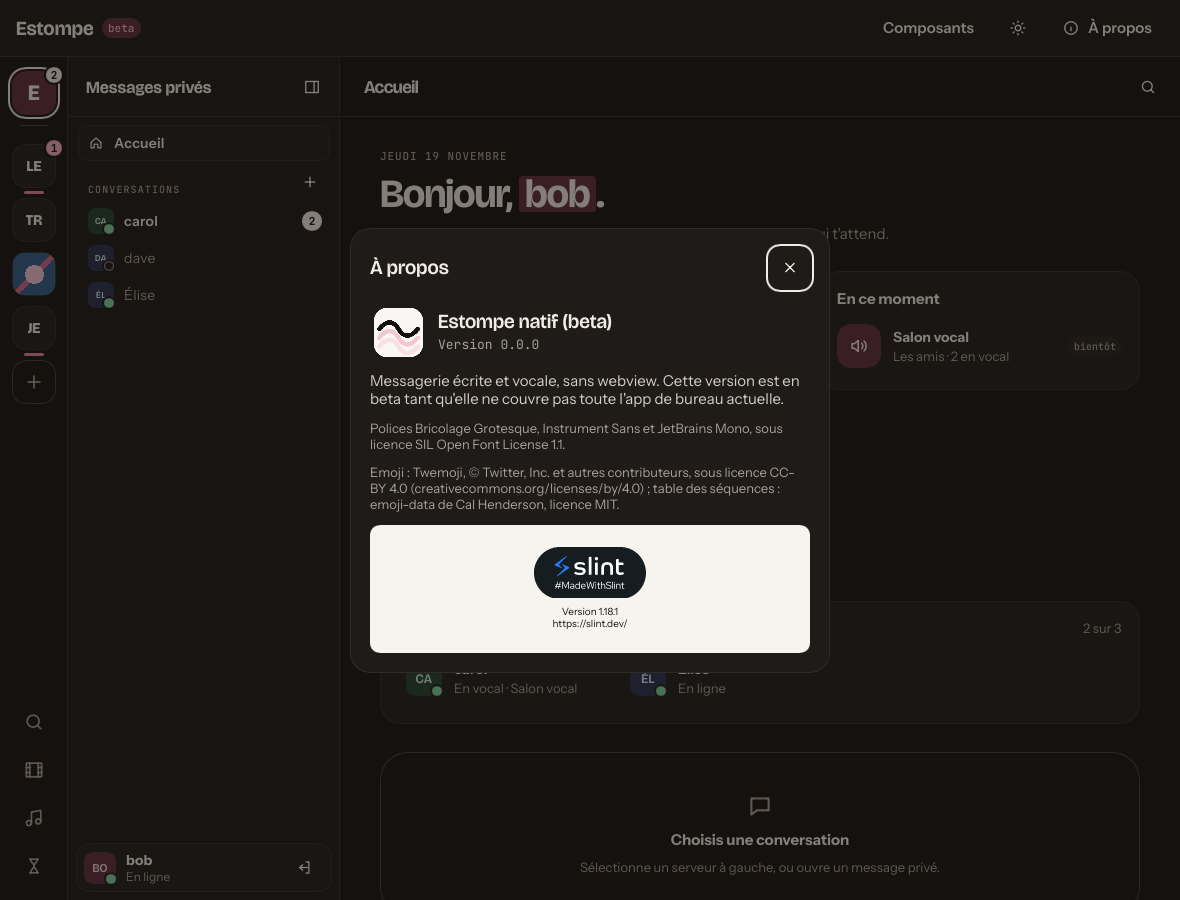 Estompe beta
Composants
À propos
E
2
LE
1
TR
JE
Messages privés
Accueil
CONVERSATIONS
CA carol 2
DA dave
ÉL Élise
BO bob
En ligne
Accueil
JEUDI 19 NOVEMBRE
Bonjour, bob.
t'attend.
En ce moment
Salon vocal
Les amis · 2 en vocal
bientôt
À propos
Estompe natif (beta)
Version 0.0.0
Messagerie écrite et vocale, sans webview. Cette version est en
beta tant qu'elle ne couvre pas toute l'app de bureau actuelle.
Polices Bricolage Grotesque, Instrument Sans et JetBrains Mono, sous
licence SIL Open Font License 1.1.
Emoji : Twemoji, © Twitter, Inc. et autres contributeurs, sous licence CC-
BY 4.0 (creativecommons.org/licenses/by/4.0) ; table des séquences :
emoji-data de Cal Henderson, licence MIT.
slint
#MadeWithSlint
Version 1.18.1
https://slint.dev/
2 sur 3
CA
En vocal · Salon vocal
ÉL
En ligne
Choisis une conversation
Sélectionne un serveur à gauche, ou ouvre un message privé.